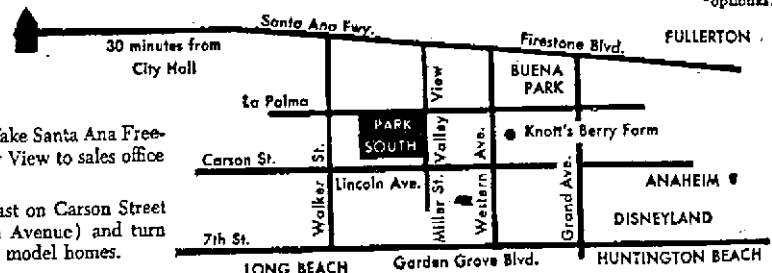 optional.
Santa Ana Fwy.
30 minutes from
City Hall
Firestone Blvd.
FULLERTON
BUENA
PARK
View
La Palma
PARK
SOUTH
Valley
Knott's Berry Farm
Take Santa Ana Free-
View to sales office
Carson St.
Walker St.
Lincoln Ave.
Miller St.
Western Ave.
Grand Ave.
ANAHEIM
ast on Carson Street
Avenue) and turn
model homes.
DISNEYLAND
7th St.
LONG BEACH
Garden Grove Blvd.
HUNTINGTON BEACH